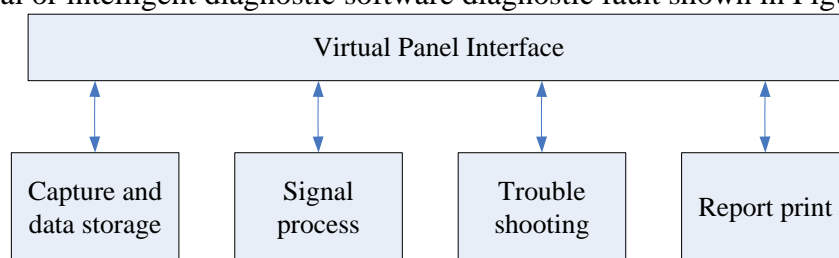 al or intelligent diagnostic software diagnostic fault shown in Fig
Virtual Panel Interface
Capture and
data storage
Signal
process
Trouble
shooting
Report print